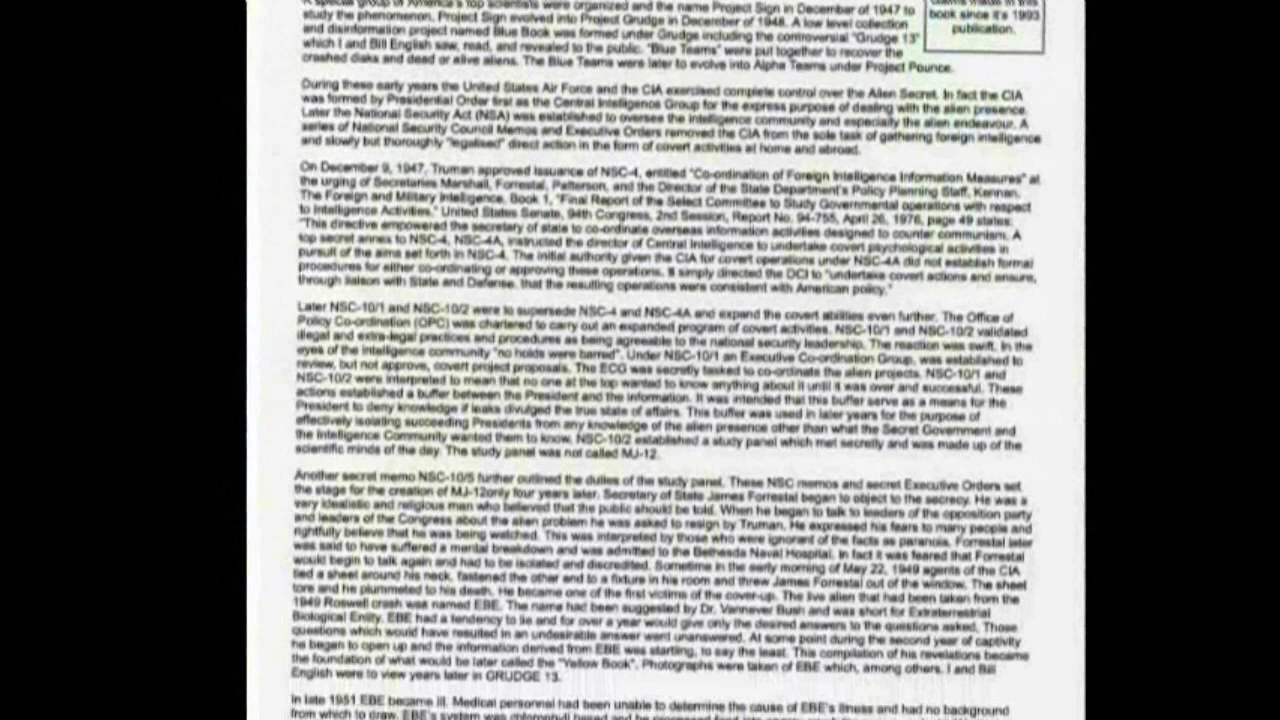 A special group of America's top scientists were organized and the name Project Sign in December of 1947 to
study the phenomenon. Project Sign evolved into Project Grudge in December of 1948. A low level collection
and disinformation project named Blue Book was formed under Grudge including the controversial "Grudge 13"
which I and Bill English saw, read, and revealed to the public. "Blue Teams" were put together to recover the
crashed disks and dead or alive aliens. The Blue Teams were later to evolve into Alpha Teams under Project Pounce.
book since it's 1993
publication.
During these early years the United States Air Force and the CIA exercised complete control over the Alien Secret. In fact the CIA
was formed by Presidential Order first as the Central Intelligence Group for the express purpose of dealing with the alien presence.
Later the National Security Act (NSA) was established to oversee the intelligence community and especially the alien endeavour. A
series of National Security Council Memos and Executive Orders removed the CIA from the sole task of gathering foreign intelligence
and slowly but thoroughly "legalised" direct action in the form of covert activities at home and abroad.
On December 9, 1947, Truman approved issuance of NSC-4, entitled "Co-ordination of Foreign Intelligence Information Measures" at
the urging of Secretaries Marshall, Forrestal, Patterson, and the Director of the State Department's Policy Planning Staff, Kennan.
The Foreign and Military Intelligence, Book 1, "Final Report of the Select Committee to Study Governmental operations with respect
to Intelligence Activities." United States Senate, 94th Congress, 2nd Session, Report No. 94-755, April 26, 1976, page 49 states:
"This directive empowered the secretary of state to co-ordinate overseas information activities designed to counter communism. A
top secret annex to NSC-4, NSC-4A, instructed the director of Central Intelligence to undertake covert psychological activities in
pursuit of the aims set forth in NSC-4. The initial authority given the CIA for covert operations under NSC-4A did not establish formal
procedures for either co-ordinating or approving these operations. It simply directed the DCI to "undertake covert actions and ensure,
through liaison with State and Defense, that the resulting operations were consistent with American policy."
Later NSC-10/1 and NSC-10/2 were to supersede NSC-4 and NSC-4A and expand the covert abilities even further. The Office of
Policy Co-ordination (OPC) was chartered to carry out an expanded program of covert activities. NSC-10/1 and NSC-10/2 validated
illegal and extra-legal practices and procedures as being agreeable to the national security leadership. The reaction was swift. In the
eyes of the intelligence community "no holds were barred". Under NSC-10/1 an Executive Co-ordination Group, was established to
review, but not approve, covert project proposals. The ECG was secretly tasked to co-ordinate the alien projects. NSC-10/1 and
NSC-10/2 were interpreted to mean that no one at the top wanted to know anything about it until it was over and successful. These
actions established a buffer between the President and the information. It was intended that this buffer serve as a means for the
President to deny knowledge if leaks divulged the true state of affairs. This buffer was used in later years for the purpose of
effectively isolating succeeding Presidents from any knowledge of the alien presence other than what the Secret Government and
the Intelligence Community wanted them to know. NSC-10/2 established a study panel which met secretly and was made up of the
scientific minds of the day. The study panel was not called MJ-12.
Another secret memo NSC-10/5 further outlined the duties of the study panel. These NSC memos and secret Executive Orders set
the stage for the creation of MJ-12only four years later. Secretary of State James Forrestal began to object to the secrecy. He was a
very idealistic and religious man who believed that the public should be told. When he began to talk to leaders of the opposition party
and leaders of the Congress about the alien problem he was asked to resign by Truman. He expressed his fears to many people and
rightfully believe that he was being watched. This was interpreted by those who were ignorant of the facts as paranoia. Forrestal later
was said to have suffered a mental breakdown and was admitted to the Bethesda Naval Hospital. In fact it was feared that Forrestal
would begin to talk again and had to be isolated and discredited. Sometime in the early morning of May 22, 1949 agents of the CIA
tied a sheet around his neck, fastened the other end to a fixture in his room and threw James Forrestal out of the window. The sheet
tore and he plummeted to his death. He became one of the first victims of the cover-up. The live alien that had been taken from the
1949 Roswell crash was named EBE. The name had been suggested by Dr. Vannever Bush and was short for Extraterrestrial
Biological Entity. EBE had a tendency to lie and for over a year would give only the desired answers to the questions asked. Those
questions which would have resulted in an undesirable answer went unanswered. At some point during the second year of captivity
he began to open up and the information derived from EBE was startling, to say the least. This compilation of his revelations became
the foundation of what would be later called the "Yellow Book". Photographs were taken of EBE which, among others, I and Bill
English were to view years later in GRUDGE 13.
In late 1951 EBE became ill. Medical personnel had been unable to determine the cause of EBE's illness and had no background
from which to draw. EBE's system was chlorophyll based and he processed food into